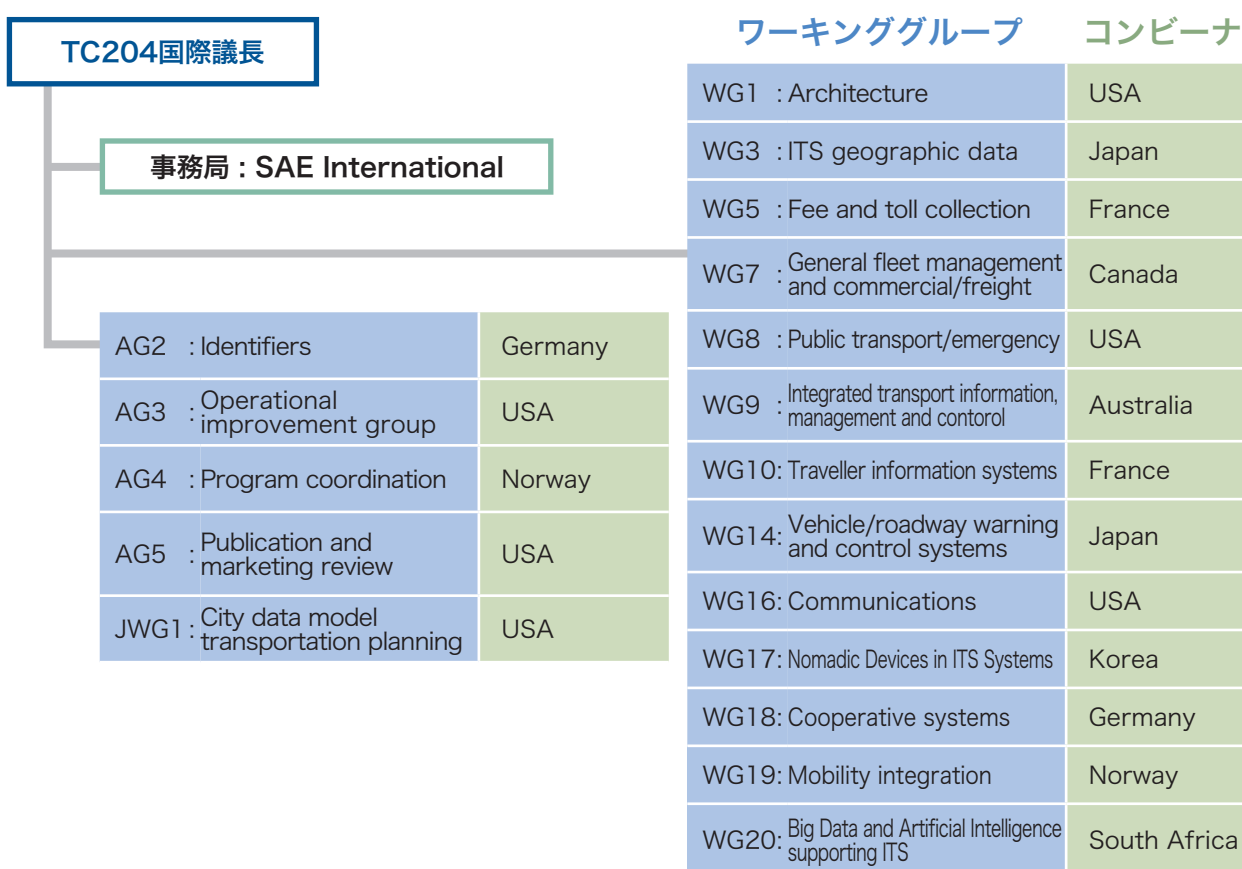 TC204国際議長
事務局：SAE International
AG2 : Identifiers Germany
AG3 : Operational
improvement group USA
AG4 : Program coordination Norway
AG5 : Publication and
marketing review USA
JWG1 : City data model
transportation planning USA
ワーキンググループ コンビーナ
WG1 : Architecture USA
WG3 : ITS geographic data Japan
WG5 : Fee and toll collection France
WG7 : General fleet management
and commercial/freight Canada
WG8 : Public transport/emergency USA
WG9 : Integrated transport information,
management and contorol Australia
WG10: Traveller information systems France
WG14: Vehicle/roadway warning
and control systems Japan
WG16: Communications USA
WG17: Nomadic Devices in ITS Systems Korea
WG18: Cooperative systems Germany
WG19: Mobility integration Norway
WG20: Big Data and Artificial Intelligence
supporting ITS South Africa